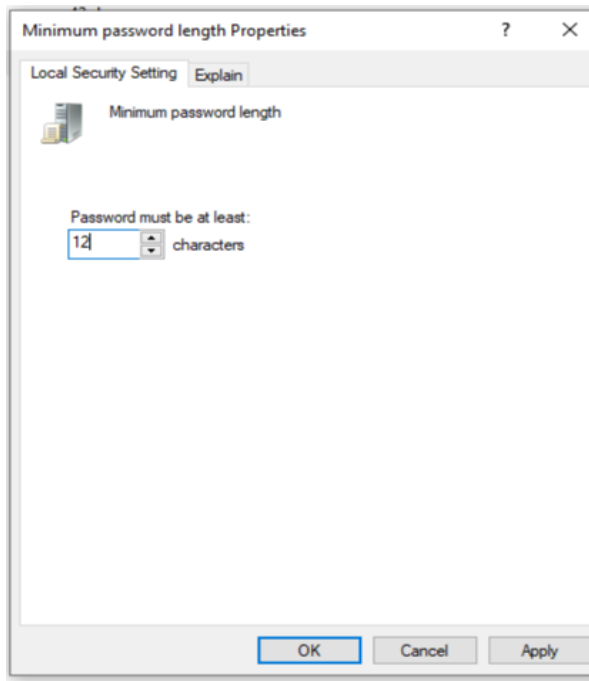 Minimum password length Properties ? ×
Local Security Setting Explain
Minimum password length
Password must be at least:
12 characters
OK Cancel Apply